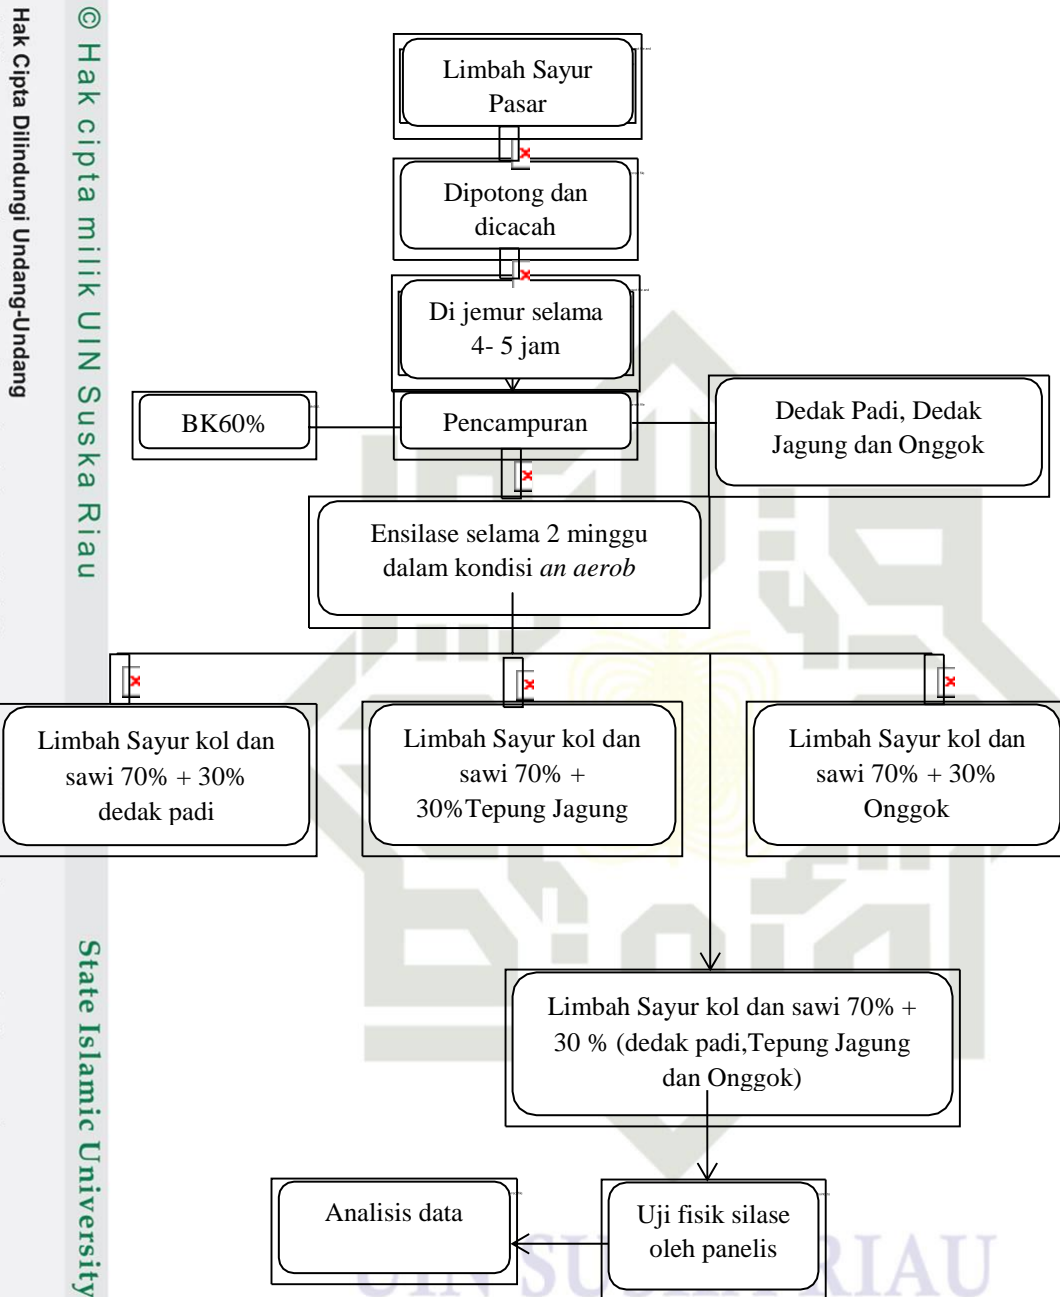 © Hak cipta milik UIN Suska Riau
Hak Cipta Dilindungi Undang-Undang
State Islamic University
Limbah Sayur
Pasar
Dipotong dan
dicacah
Di jemur selama
4- 5 jam
BK60%
Pencampuran
Dedak Padi, Dedak
Jagung dan Onggok
Ensilase selama 2 minggu
dalam kondisi an aerob
Limbah Sayur kol dan
sawi 70% + 30%
dedak padi
Limbah Sayur kol dan
sawi 70% +
30%Tepung Jagung
Limbah Sayur kol dan
sawi 70% + 30%
Onggok
Limbah Sayur kol dan sawi 70% +
30 % (dedak padi,Tepung Jagung
dan Onggok)
Analisis data
Uji fisik silase
oleh panelis
UIN SUSKA RIAU